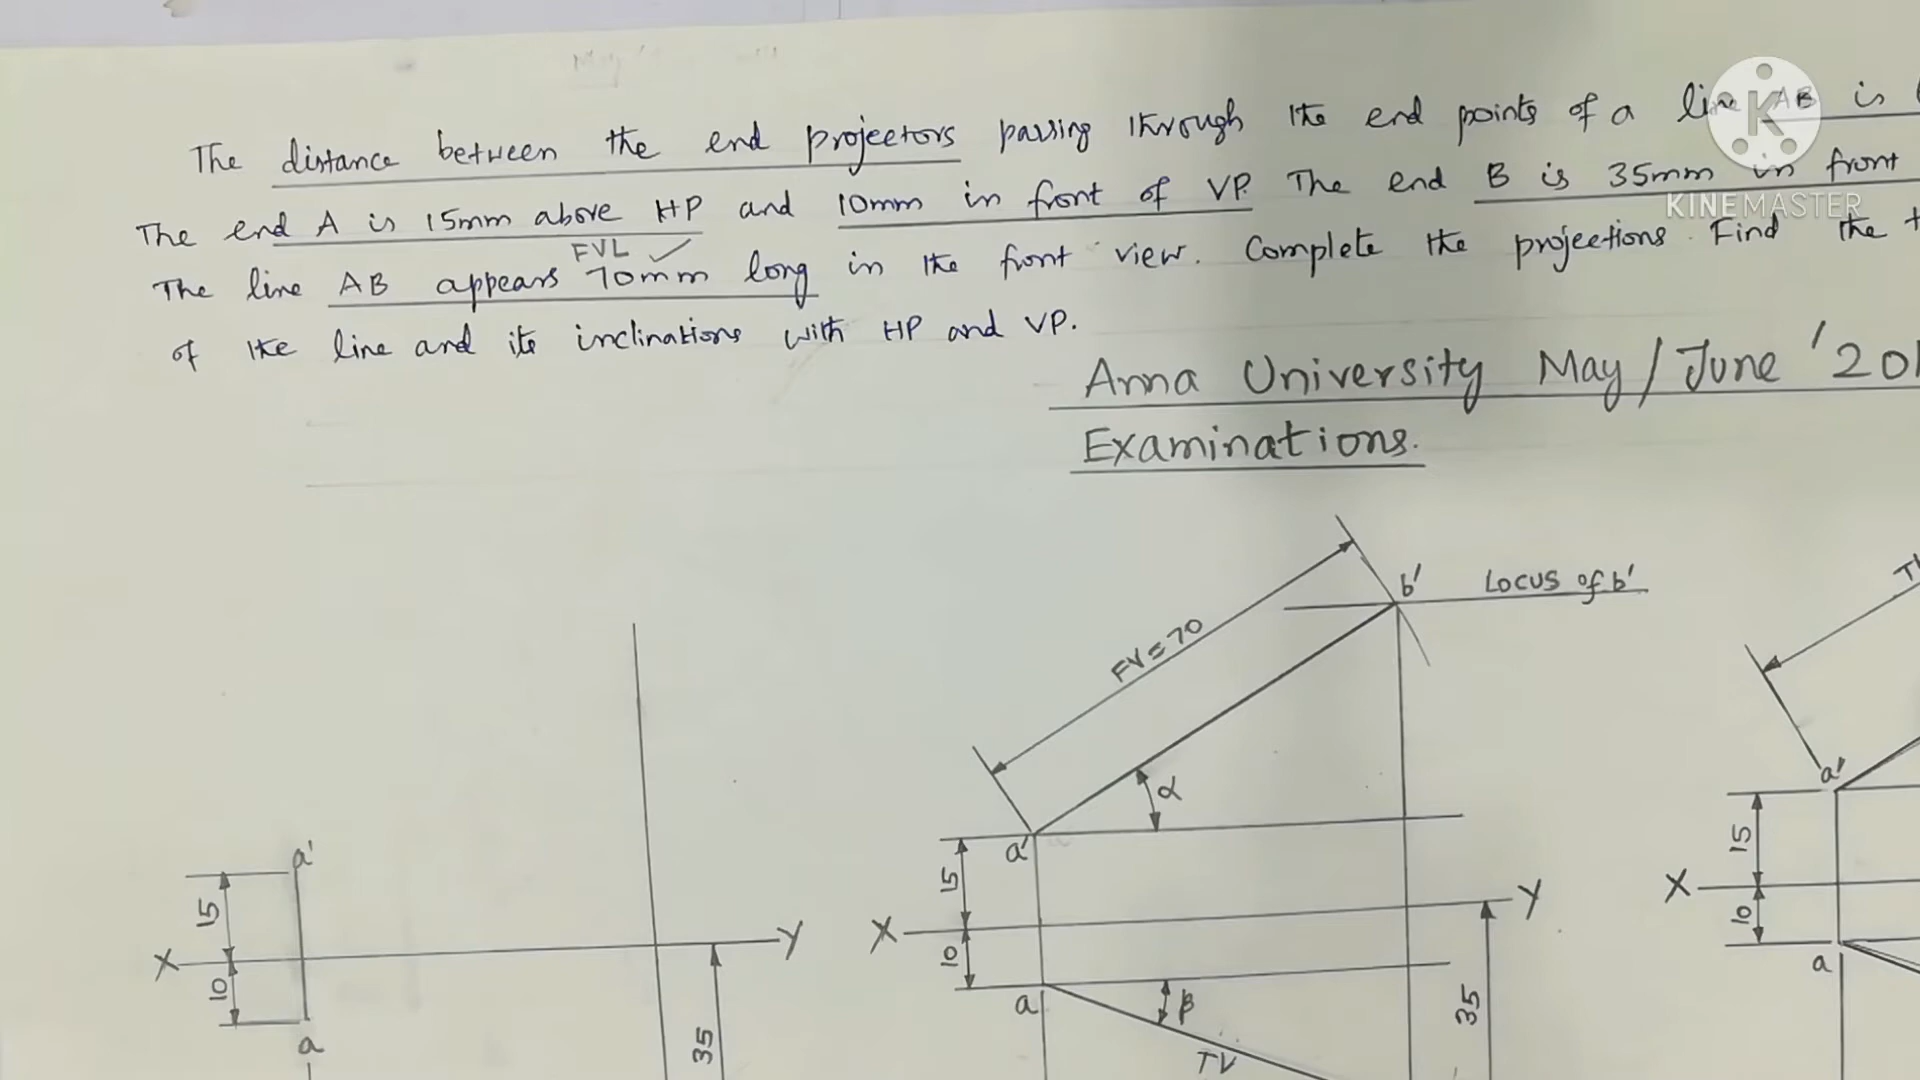 The distance between the end projectors passing through the end points of a line AB is
The end A is 15mm above HP and 10mm in front of VP. The end B is 35mm in front
FVL
The line AB appears 70mm long in the front view. Complete the projections. Find the
of the line and its inclinations with HP and VP.
Anna University May/June '20
Examinations.
K
KINEMASTER
a'
15
X
Y
10
a
35
FV=70
b'
Locus of b'
α
a'
15
X
Y
10
a
β
TV
35
a'
15
X
10
a